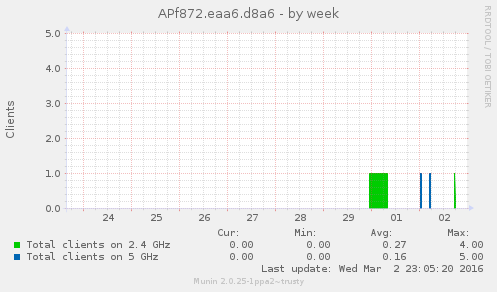 APf872.eaa6.d8a6 - by week
RRDTOOL / TOBI OETIKER
Clients
5.0
4.0
3.0
2.0
1.0
0.0
24 25 26 27 28 29 01 02
Cur: Min: Avg: Max:
Total clients on 2.4 GHz 0.00 0.00 0.27 4.00
Total clients on 5 GHz 0.00 0.00 0.16 5.00
Last update: Wed Mar 2 23:05:20 2016
Munin 2.0.25-1ppa2~trusty